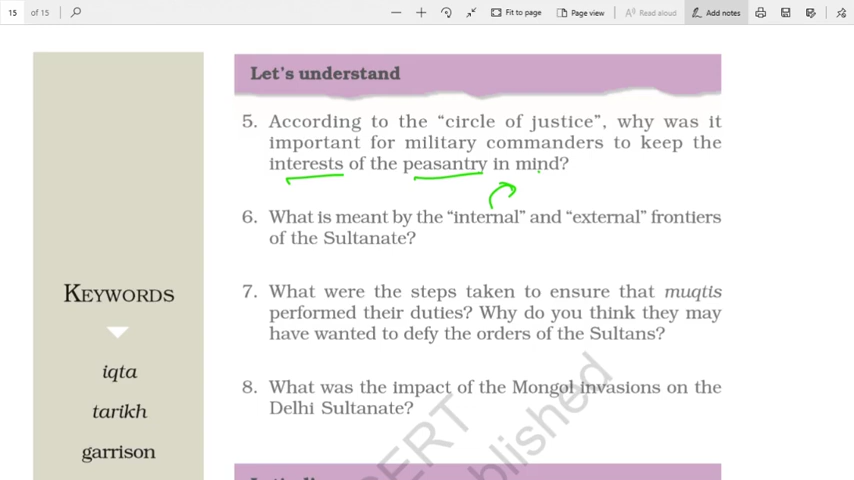 15 of 15
Fit to page
Page view
Read aloud
Add notes
Let's understand
5. According to the “circle of justice”, why was it
important for military commanders to keep the
interests of the peasantry in mind?
6. What is meant by the “internal” and “external” frontiers
of the Sultanate?
7. What were the steps taken to ensure that muqtis
performed their duties? Why do you think they may
have wanted to defy the orders of the Sultans?
8. What was the impact of the Mongol invasions on the
Delhi Sultanate?
KEYWORDS
iqta
tarikh
garrison